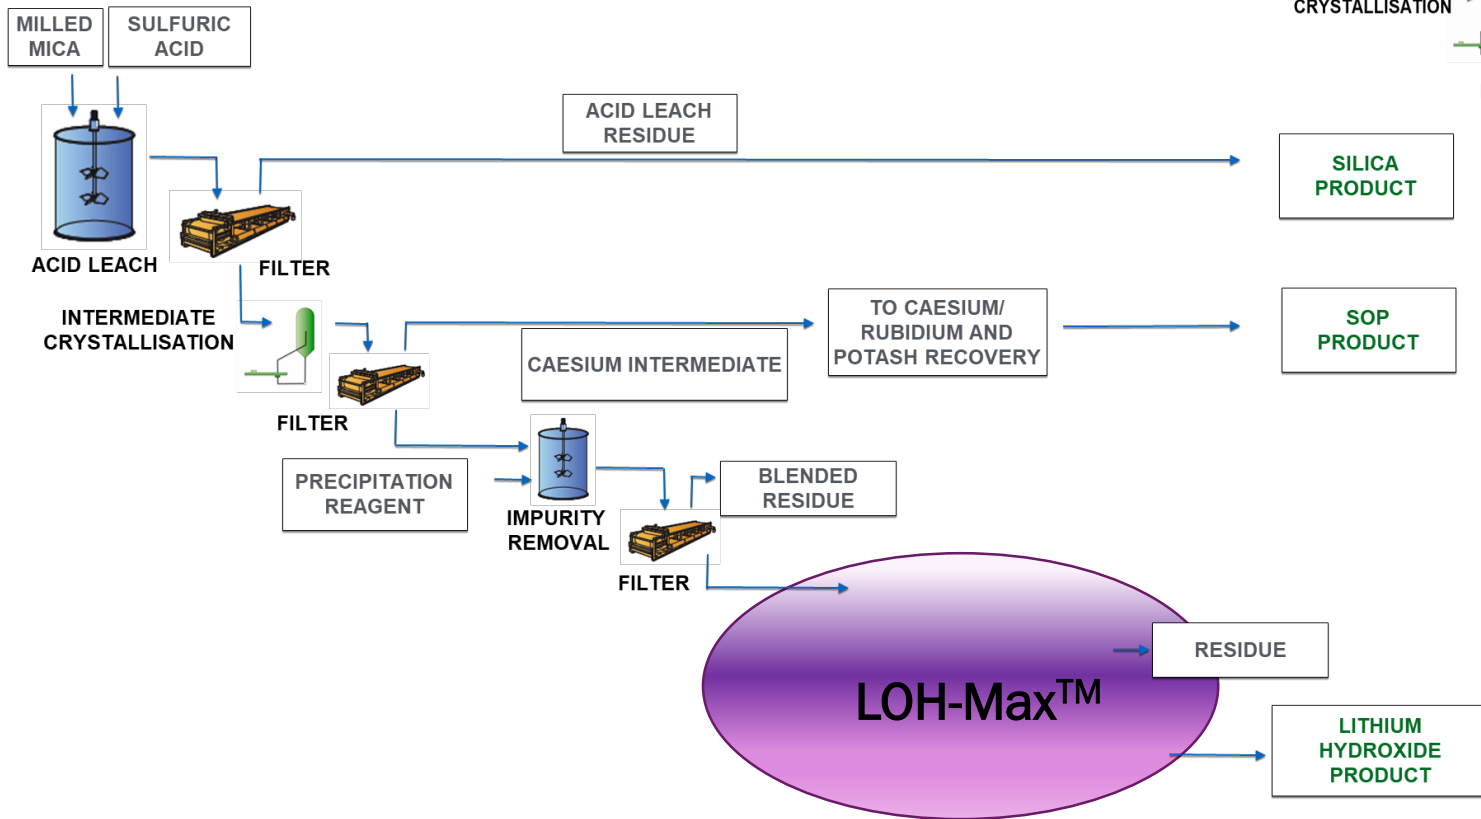 CRYSTALLISATION
MILLED
MICA
SULFURIC
ACID
ACID LEACH
RESIDUE
SILICA
PRODUCT
ACID LEACH
FILTER
INTERMEDIATE
CRYSTALLISATION
TO CAESIUM/
RUBIDIUM AND
POTASH RECOVERY
SOP
PRODUCT
CAESIUM INTERMEDIATE
FILTER
PRECIPITATION
REAGENT
BLENDED
RESIDUE
IMPURITY
REMOVAL
FILTER
RESIDUE
LOH-Max™
LITHIUM
HYDROXIDE
PRODUCT